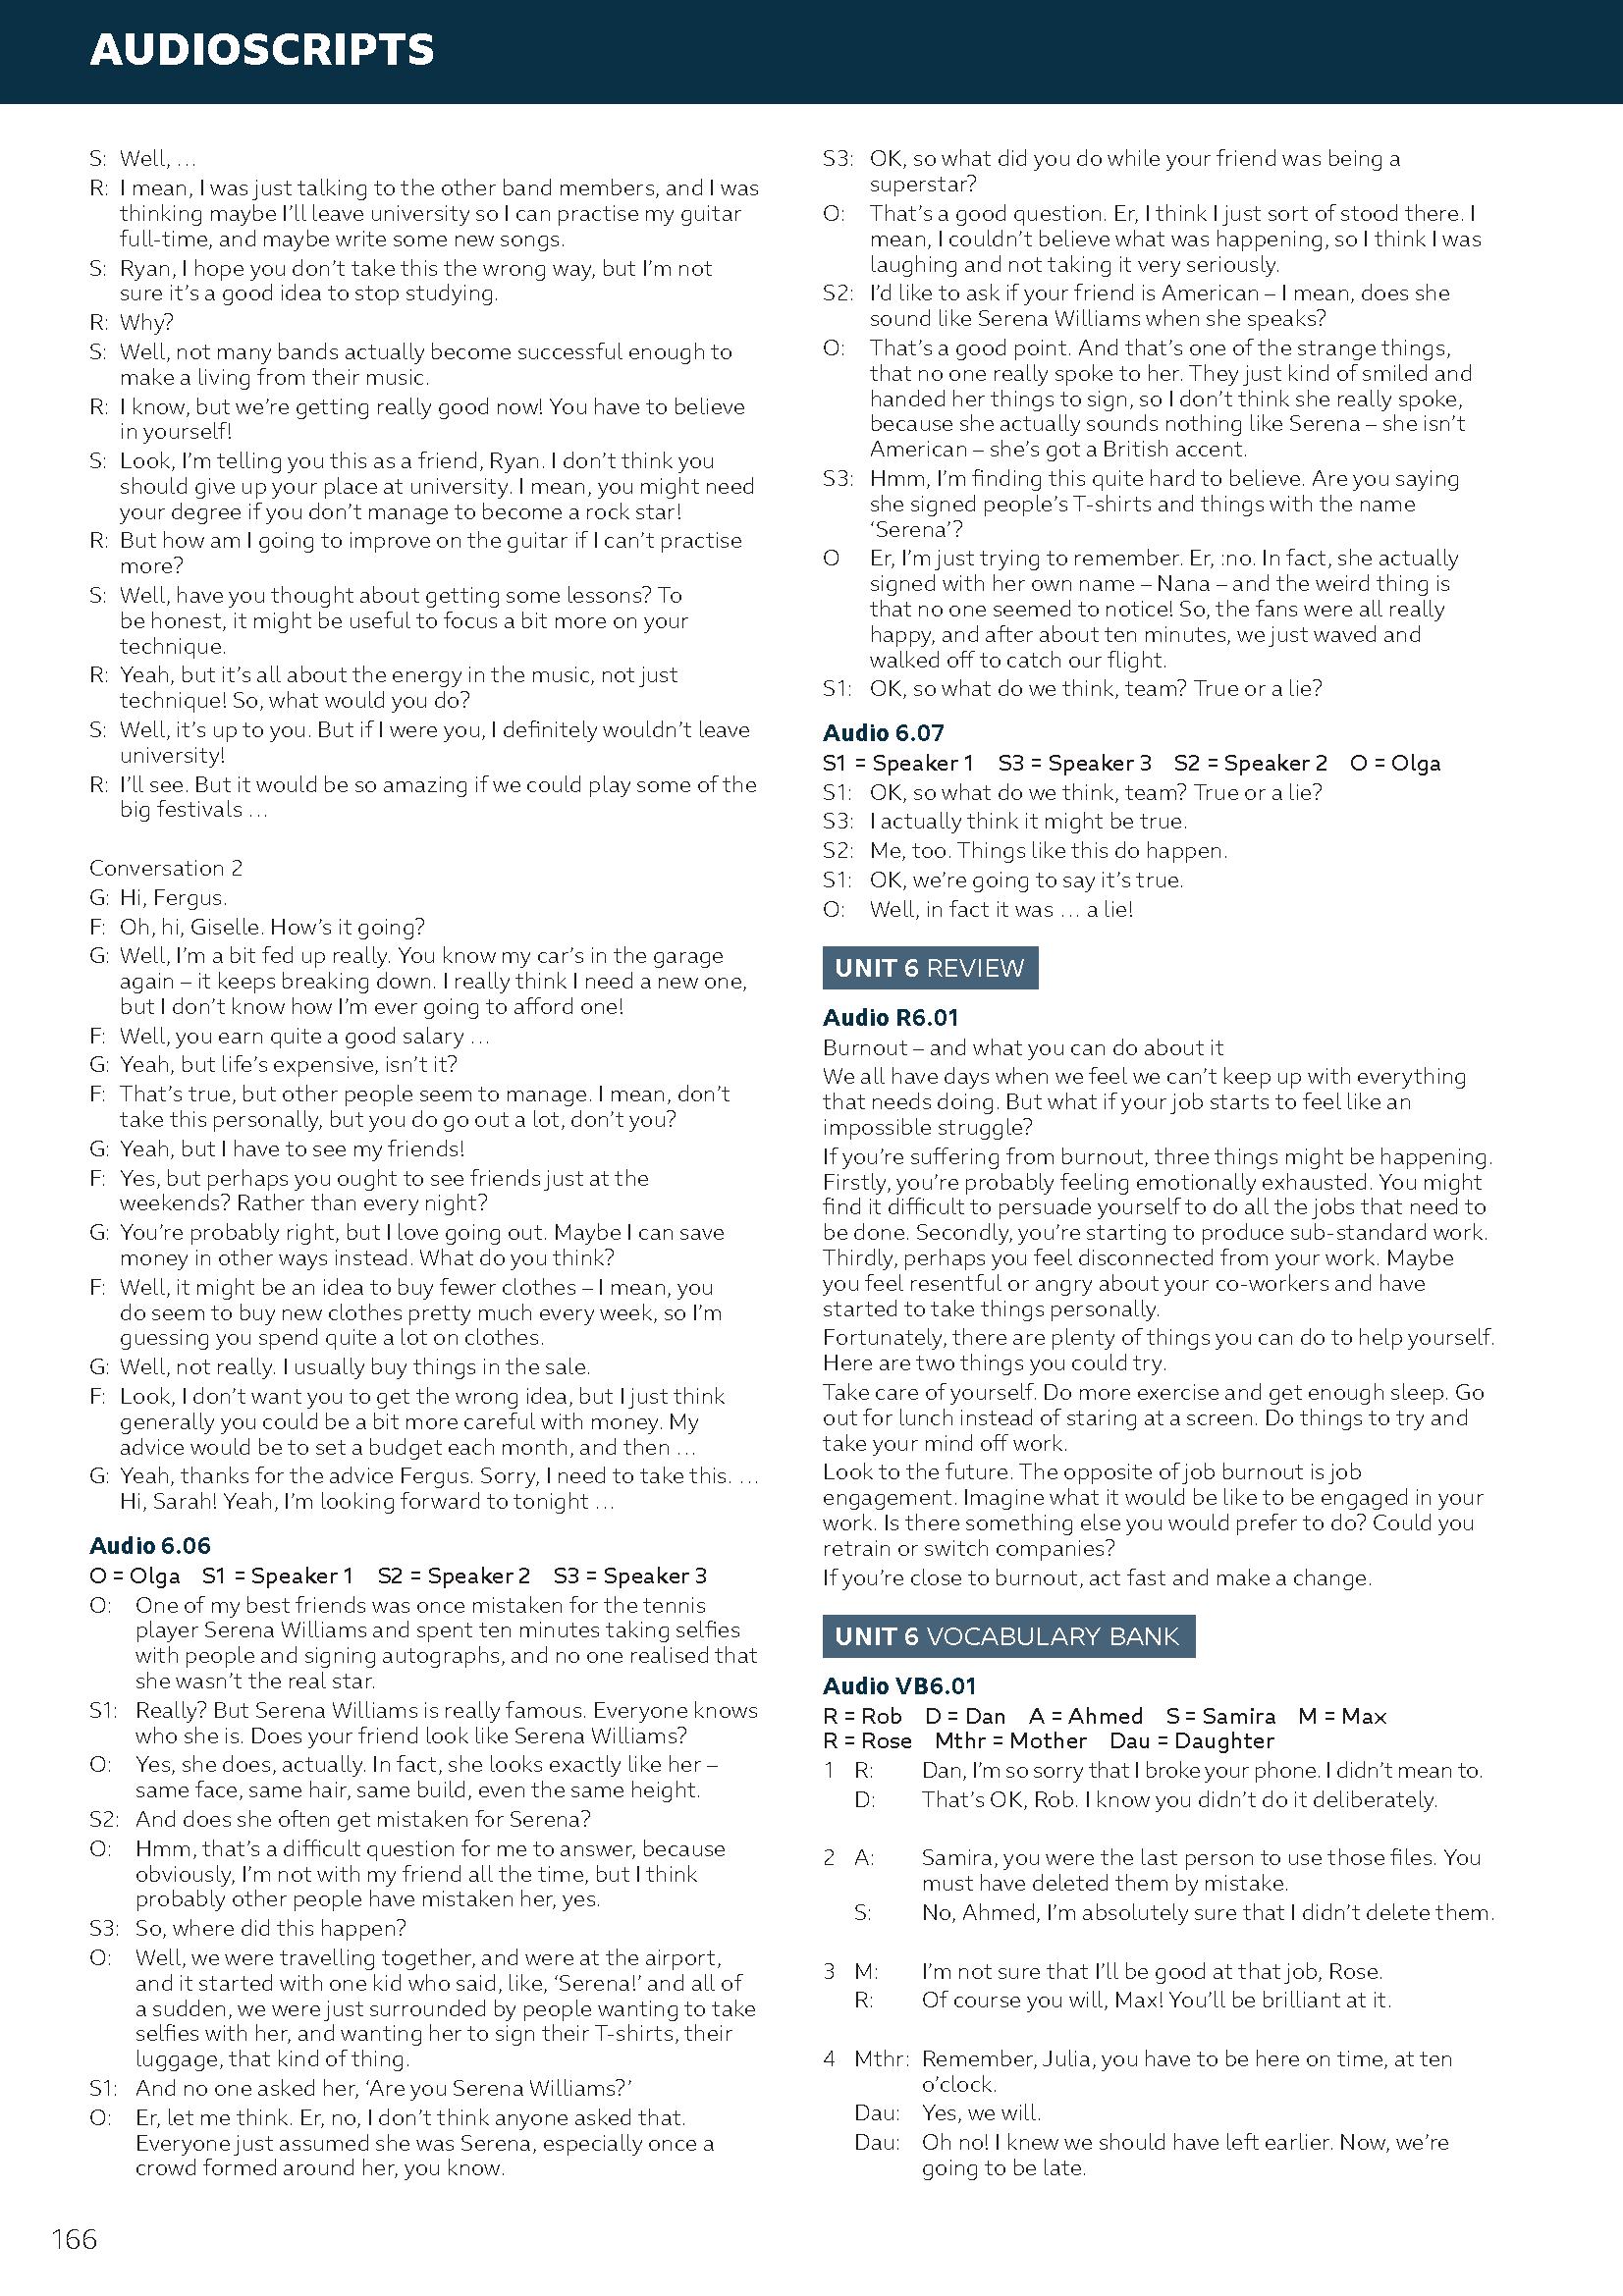 AUDIOSCRIPTS
S: Well, …
R: I mean, I was just talking to the other band members, and I was
thinking maybe I’ll leave university so I can practise my guitar
full-time, and maybe write some new songs.
S: Ryan, I hope you don’t take this the wrong way, but I’m not
sure it’s a good idea to stop studying.
R: Why?
S: Well, not many bands actually become successful enough to
make a living from their music.
R: I know, but we’re getting really good now! You have to believe
in yourself!
S: Look, I’m telling you this as a friend, Ryan. I don’t think you
should give up your place at university. I mean, you might need
your degree if you don’t manage to become a rock star!
R: But how am I going to improve on the guitar if I can’t practise
more?
S: Well, have you thought about getting some lessons? To
be honest, it might be useful to focus a bit more on your
technique.
R: Yeah, but it’s all about the energy in the music, not just
technique! So, what would you do?
S: Well, it’s up to you. But if I were you, I definitely wouldn’t leave
university!
R: I’ll see. But it would be so amazing if we could play some of the
big festivals …
Conversation 2
G: Hi, Fergus.
F: Oh, hi, Giselle. How’s it going?
G: Well, I’m a bit fed up really. You know my car’s in the garage
again – it keeps breaking down. I really think I need a new one,
but I don’t know how I’m ever going to afford one!
F: Well, you earn quite a good salary …
G: Yeah, but life’s expensive, isn’t it?
F: That’s true, but other people seem to manage. I mean, don’t
take this personally, but you do go out a lot, don’t you?
G: Yeah, but I have to see my friends!
F: Yes, but perhaps you ought to see friends just at the
weekends? Rather than every night?
G: You’re probably right, but I love going out. Maybe I can save
money in other ways instead. What do you think?
F: Well, it might be an idea to buy fewer clothes – I mean, you
do seem to buy new clothes pretty much every week, so I’m
guessing you spend quite a lot on clothes.
G: Well, not really. I usually buy things in the sale.
F: Look, I don’t want you to get the wrong idea, but I just think
generally you could be a bit more careful with money. My
advice would be to set a budget each month, and then …
G: Yeah, thanks for the advice Fergus. Sorry, I need to take this. …
Hi, Sarah! Yeah, I’m looking forward to tonight …
Audio 6.06
O = Olga S1 = Speaker 1 S2 = Speaker 2 S3 = Speaker 3
O: One of my best friends was once mistaken for the tennis
player Serena Williams and spent ten minutes taking selfies
with people and signing autographs, and no one realised that
she wasn’t the real star.
S1: Really? But Serena Williams is really famous. Everyone knows
who she is. Does your friend look like Serena Williams?
O: Yes, she does, actually. In fact, she looks exactly like her –
same face, same hair, same build, even the same height.
S2: And does she often get mistaken for Serena?
O: Hmm, that’s a difficult question for me to answer, because
obviously, I’m not with my friend all the time, but I think
probably other people have mistaken her, yes.
S3: So, where did this happen?
O: Well, we were travelling together, and were at the airport,
and it started with one kid who said, like, ‘Serena!’ and all of
a sudden, we were just surrounded by people wanting to take
selfies with her, and wanting her to sign their T-shirts, their
luggage, that kind of thing.
S1: And no one asked her, ‘Are you Serena Williams?’
O: Er, let me think. Er, no, I don’t think anyone asked that.
Everyone just assumed she was Serena, especially once a
crowd formed around her, you know.
S3: OK, so what did you do while your friend was being a
superstar?
O: That’s a good question. Er, I think I just sort of stood there. I
mean, I couldn’t believe what was happening, so I think I was
laughing and not taking it very seriously.
S2: I’d like to ask if your friend is American – I mean, does she
sound like Serena Williams when she speaks?
O: That’s a good point. And that’s one of the strange things,
that no one really spoke to her. They just kind of smiled and
handed her things to sign, so I don’t think she really spoke,
because she actually sounds nothing like Serena – she isn’t
American – she’s got a British accent.
S3: Hmm, I’m finding this quite hard to believe. Are you saying
she signed people’s T-shirts and things with the name
‘Serena’?
O Er, I’m just trying to remember. Er, :no. In fact, she actually
signed with her own name – Nana – and the weird thing is
that no one seemed to notice! So, the fans were all really
happy, and after about ten minutes, we just waved and
walked off to catch our flight.
S1: OK, so what do we think, team? True or a lie?
Audio 6.07
S1 = Speaker 1 S3 = Speaker 3 S2 = Speaker 2 O = Olga
S1: OK, so what do we think, team? True or a lie?
S3: I actually think it might be true.
S2: Me, too. Things like this do happen.
S1: OK, we’re going to say it’s true.
O: Well, in fact it was … a lie!
UNIT 6 REVIEW
Audio R6.01
Burnout – and what you can do about it
We all have days when we feel we can’t keep up with everything
that needs doing. But what if your job starts to feel like an
impossible struggle?
If you’re suffering from burnout, three things might be happening.
Firstly, you’re probably feeling emotionally exhausted. You might
find it difficult to persuade yourself to do all the jobs that need to
be done. Secondly, you’re starting to produce sub-standard work.
Thirdly, perhaps you feel disconnected from your work. Maybe
you feel resentful or angry about your co-workers and have
started to take things personally.
Fortunately, there are plenty of things you can do to help yourself.
Here are two things you could try.
Take care of yourself. Do more exercise and get enough sleep. Go
out for lunch instead of staring at a screen. Do things to try and
take your mind off work.
Look to the future. The opposite of job burnout is job
engagement. Imagine what it would be like to be engaged in your
work. Is there something else you would prefer to do? Could you
retrain or switch companies?
If you’re close to burnout, act fast and make a change.
UNIT 6 VOCABULARY BANK
Audio VB6.01
R = Rob D = Dan A = Ahmed S = Samira M = Max
R = Rose Mthr = Mother Dau = Daughter
1 R: Dan, I’m so sorry that I broke your phone. I didn’t mean to.
D: That’s OK, Rob. I know you didn’t do it deliberately.
2 A: Samira, you were the last person to use those files. You
must have deleted them by mistake.
S: No, Ahmed, I’m absolutely sure that I didn’t delete them.
3 M: I’m not sure that I’ll be good at that job, Rose.
R: Of course you will, Max! You’ll be brilliant at it.
4 Mthr: Remember, Julia, you have to be here on time, at ten
o’clock.
Dau: Yes, we will.
Dau: Oh no! I knew we should have left earlier. Now, we’re
going to be late.
166